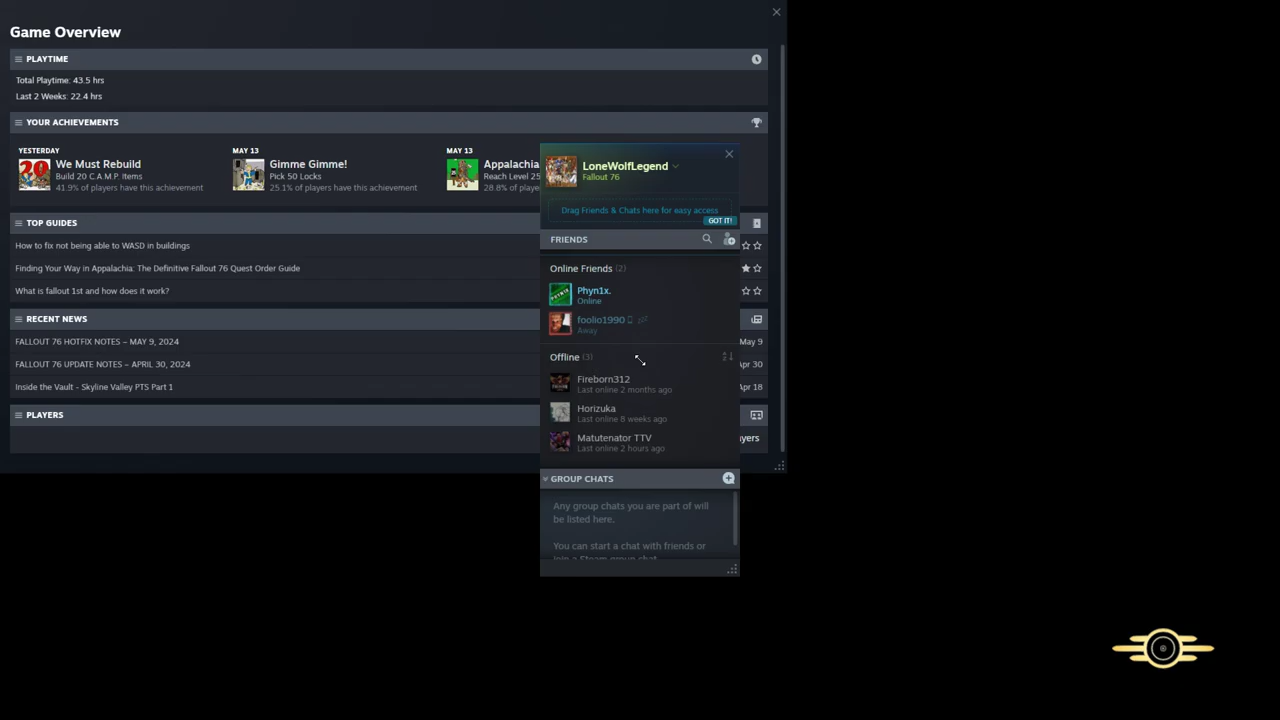 Game Overview
PLAYTIME
Total Playtime: 43.5 hrs
Last 2 Weeks: 22.4 hrs
YOUR ACHIEVEMENTS
YESTERDAY
We Must Rebuild
Build 20 C.A.M.P. Items
41.9% of players have this achievement
MAY 13
Gimme Gimme!
Pick 50 Locks
25.1% of players have this achievement
MAY 13
Appalachia
Reach Level 25
28.8% of players
TOP GUIDES
How to fix not being able to WASD in buildings
Finding Your Way in Appalachia: The Definitive Fallout 76 Quest Order Guide
What is fallout 1st and how does it work?
RECENT NEWS
FALLOUT 76 HOTFIX NOTES – MAY 9, 2024
May 9
FALLOUT 76 UPDATE NOTES – APRIL 30, 2024
Apr 30
Inside the Vault - Skyline Valley PTS Part 1
Apr 18
PLAYERS
ayers
LoneWolfLegend
Fallout 76
Drag Friends & Chats here for easy access
GOT IT!
FRIENDS
Online Friends (2)
Phyn1x.
Online
foolio1990
Away
Offline (3)
Fireborn312
Last online 2 months ago
Horizuka
Last online 8 weeks ago
Matutenator TTV
Last online 2 hours ago
GROUP CHATS
Any group chats you are part of will
be listed here.
You can start a chat with friends or
join a Steam group chat